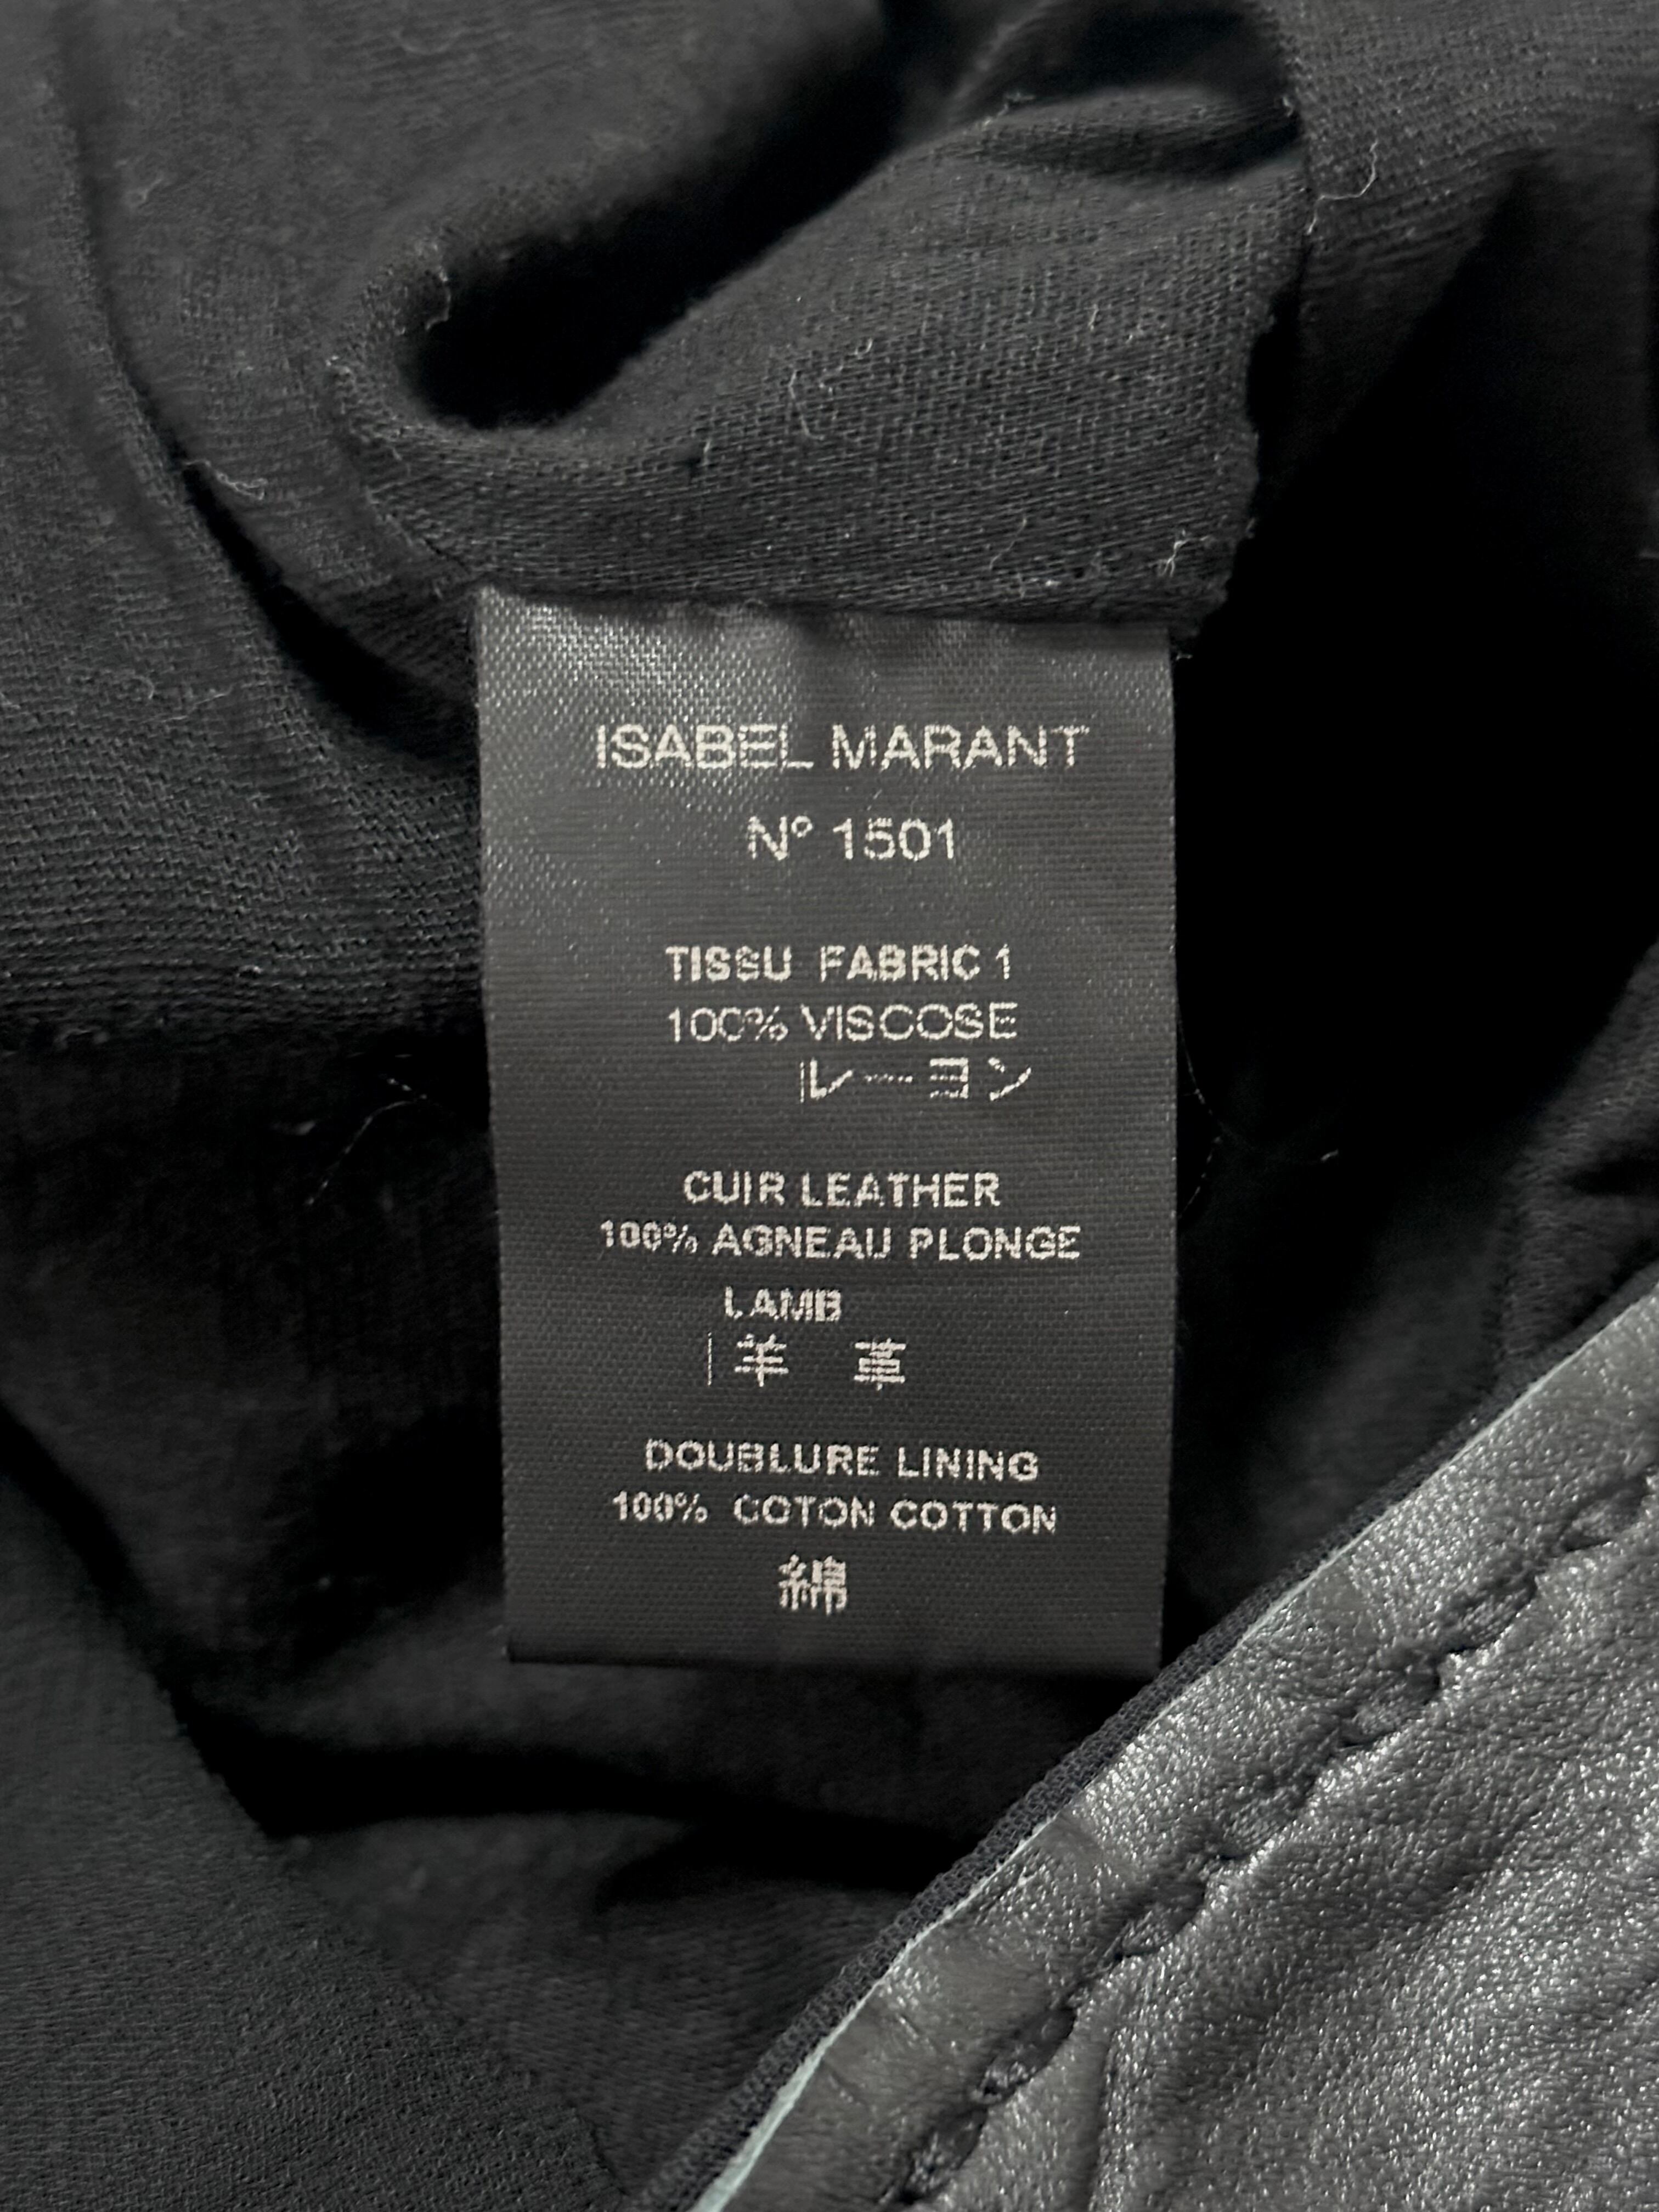 ISABEL MARANT
N° 1501
TISSU FABRIC 1
100% VISCOSE
レーヨン
CUIR LEATHER
100% AGNEAU PLONGE
LAMB
羊 革
DOUBLURE LINING
100% COTON COTTON
綿